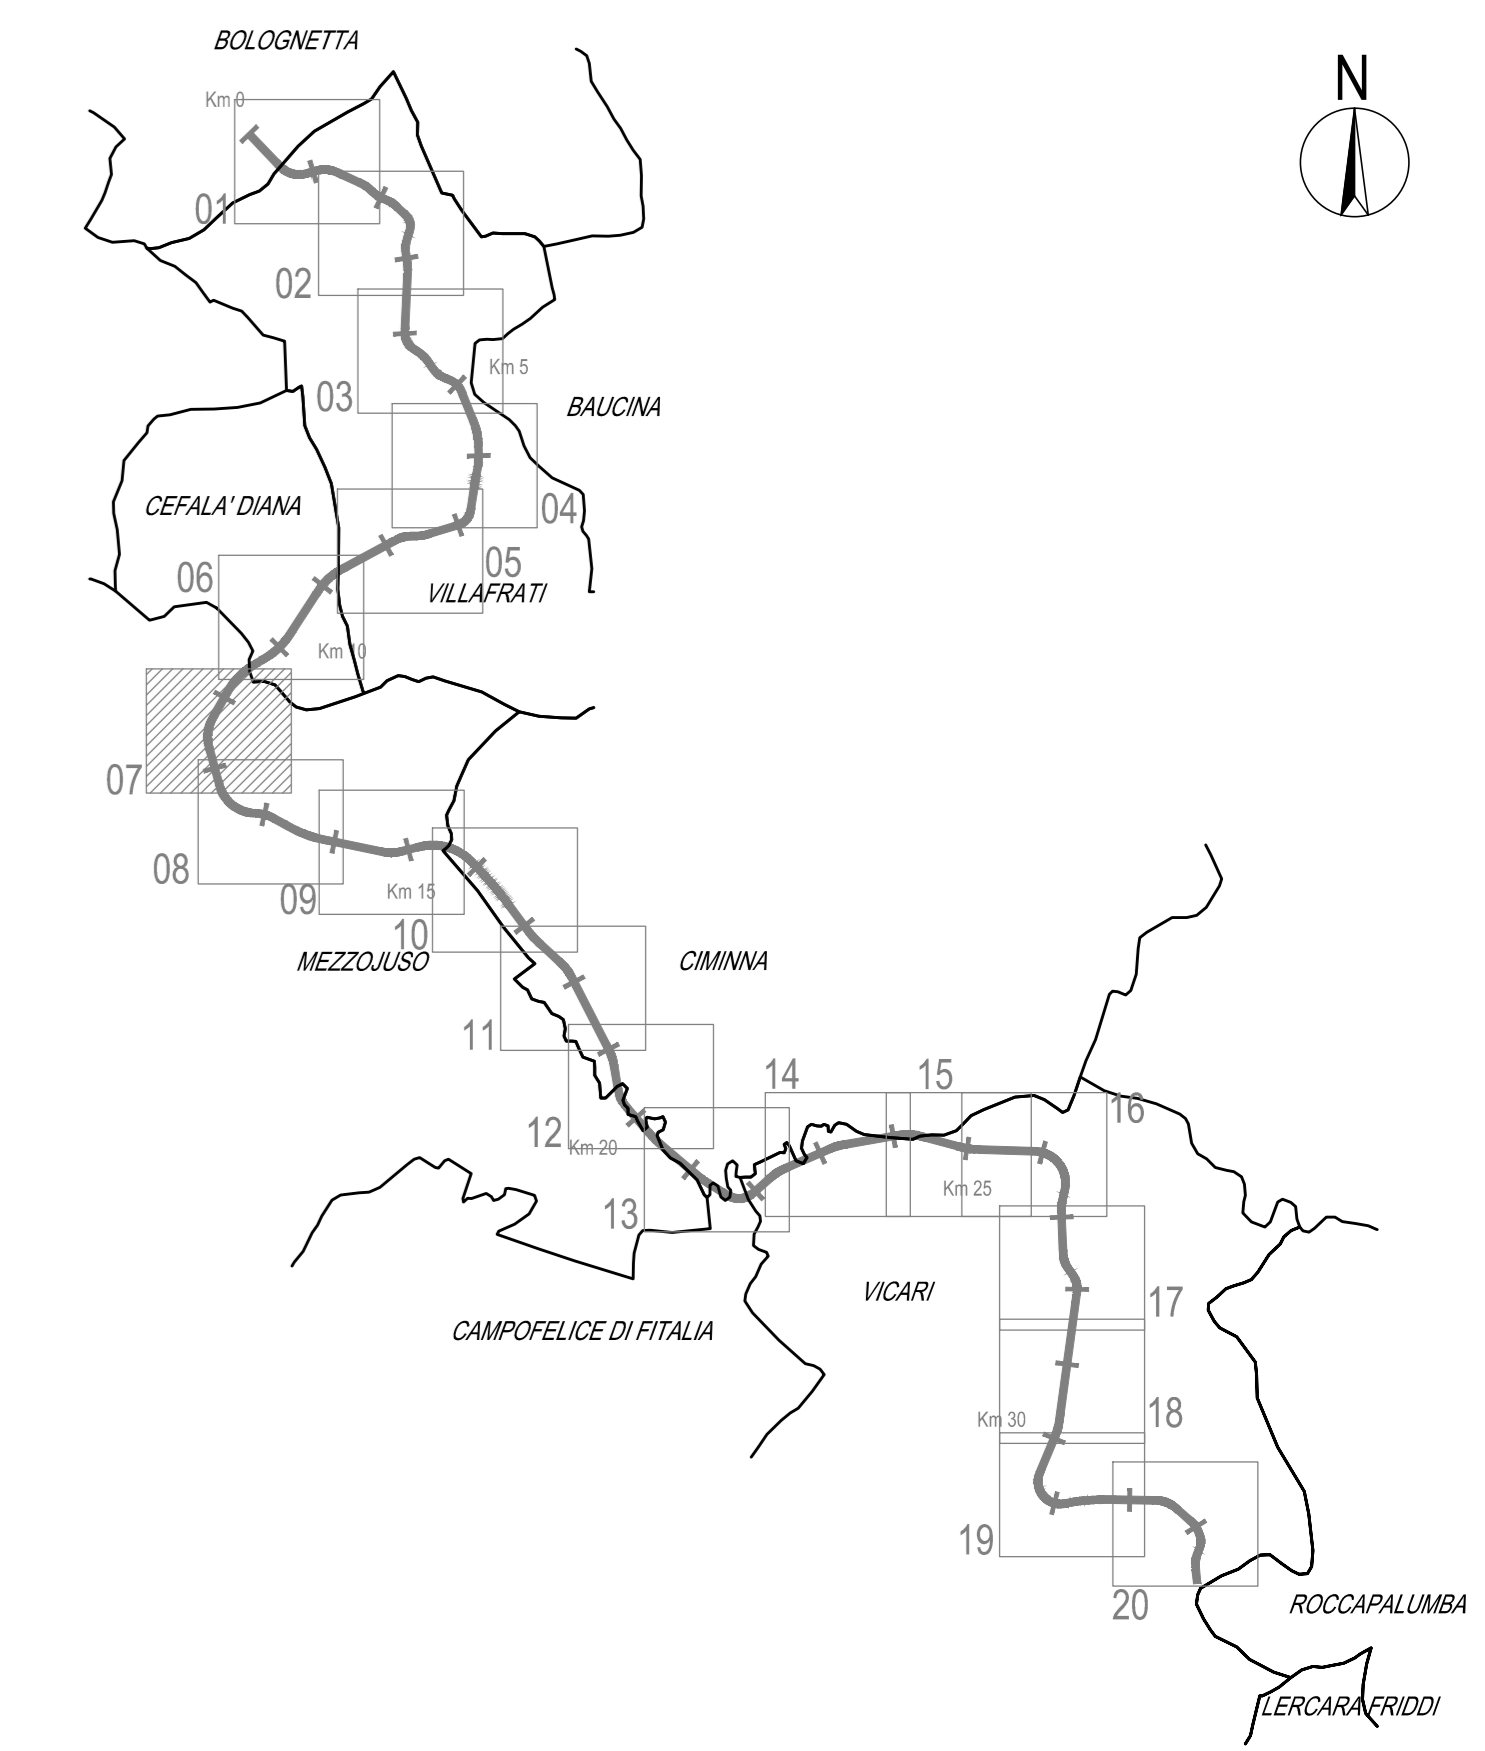 BOLOGNETTA
N
Km 0
01
02
Km 5
03
BAUCINA
CEFALA' DIANA
04
05
06
VILLAFRATI
Km 10
07
08
Km 15
09
10
MEZZOJUSO
CIMINNA
11
14
15
16
12
Km 20
Km 25
13
VICARI
17
CAMPOFELICE DI FITALIA
18
Km 30
19
20
ROCCAPALUMBA
LERCARA FRIDDI